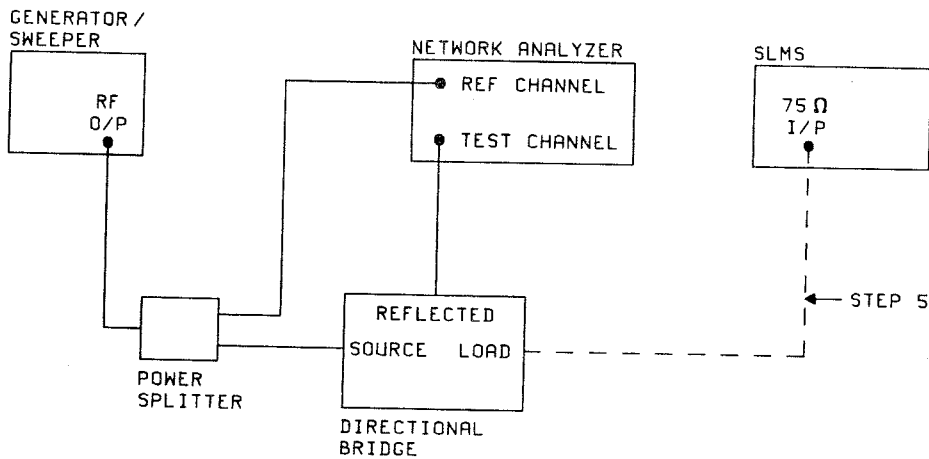 GENERATOR/
SWEEPER
RF
O/P
NETWORK ANALYZER
REF CHANNEL
TEST CHANNEL
SLMS
75 Ω
I/P
STEP 5
REFLECTED
SOURCE LOAD
POWER
SPLITTER
DIRECTIONAL
BRIDGE